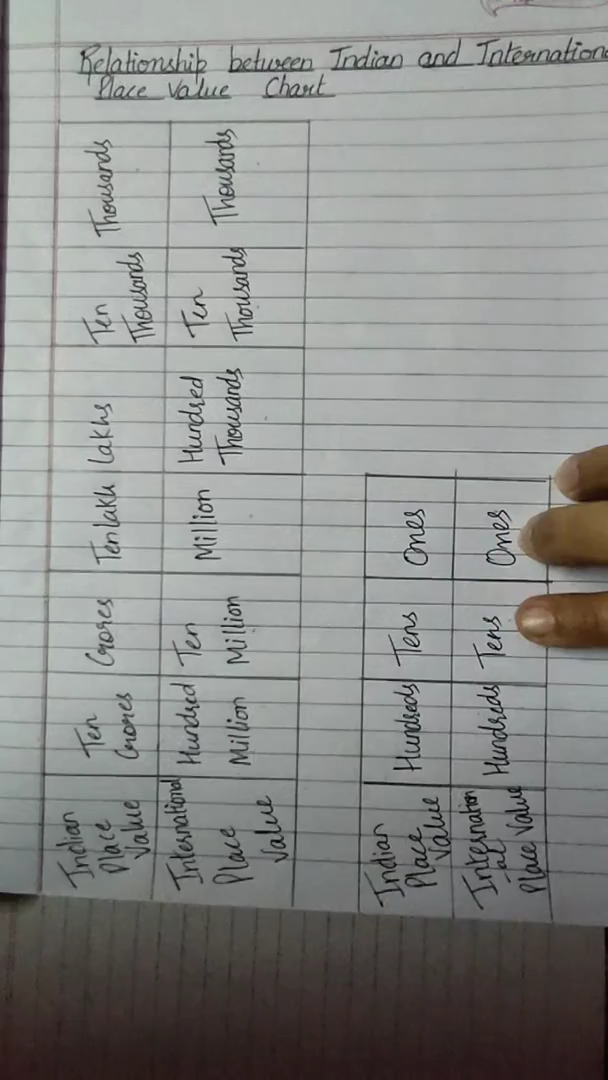 Relationship between Indian and Internationa
Place Value Chart
Indian
Place
Value
Ten
Crores
Crores
Ten lakh
lakhs
Ten
Thousands
Thousands
International
Place
Value
Hundred
Million
Ten
Million
Million
Hundred
Thousands
Ten
Thousands
Thousands
Indian
Place
Value
Hundreds
Tens
Ones
Internation
al
Place Value
Hundreds
Tens
Ones